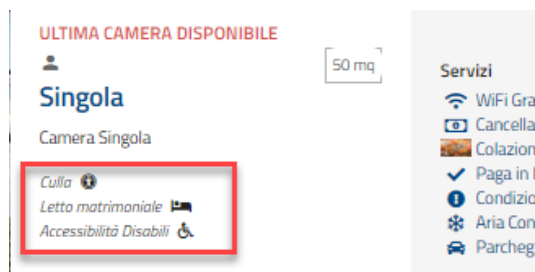 ULTIMA CAMERA DISPONIBILE
50 mq
Singola
Camera Singola
Culla
Letto matrimoniale
Accessibilità Disabili
Servizi
WiFi Gra
Cancella
Colazion
Paga in
Condizio
Aria Con
Parcheg